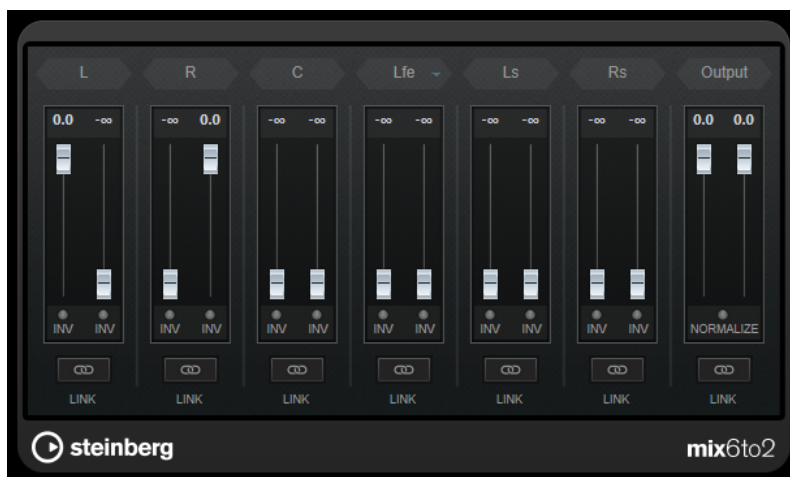 L R C Lfe Ls Rs Output
0.0 -∞ -∞ 0.0 -∞ -∞ -∞ -∞ -∞ -∞ -∞ -∞ 0.0 0.0
INV INV INV INV INV INV INV INV INV INV INV INV NORMALIZE
LINK LINK LINK LINK LINK LINK LINK
steinberg mix6to2